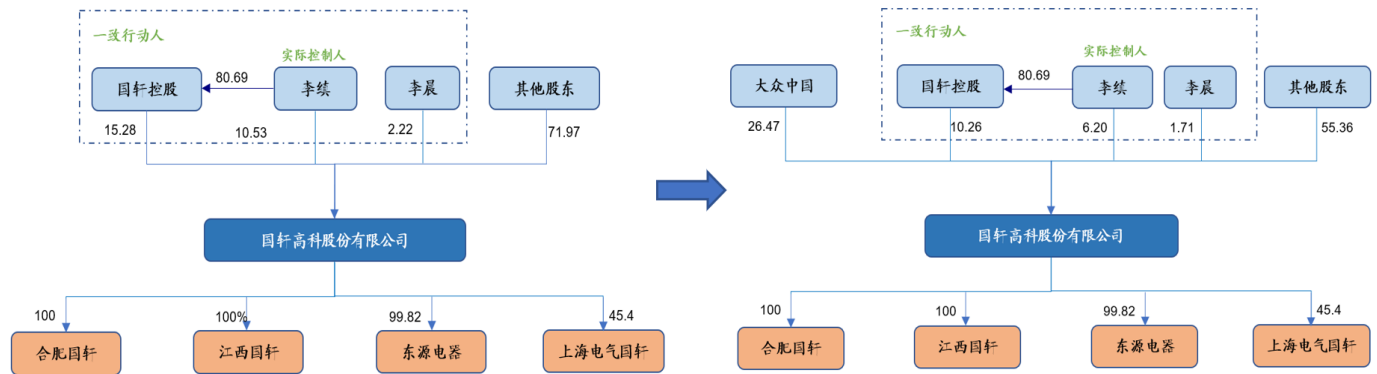 一致行动人
实际控制人
国轩控股
80.69
李缜
李晨
其他股东
15.28
10.53
2.22
71.97
国轩高科股份有限公司
100
100%
99.82
45.4
合肥国轩
江西国轩
东源电器
上海电气国轩
一致行动人
实际控制人
大众中国
国轩控股
80.69
李缜
李晨
其他股东
26.47
10.26
6.20
1.71
55.36
国轩高科股份有限公司
100
100
99.82
45.4
合肥国轩
江西国轩
东源电器
上海电气国轩